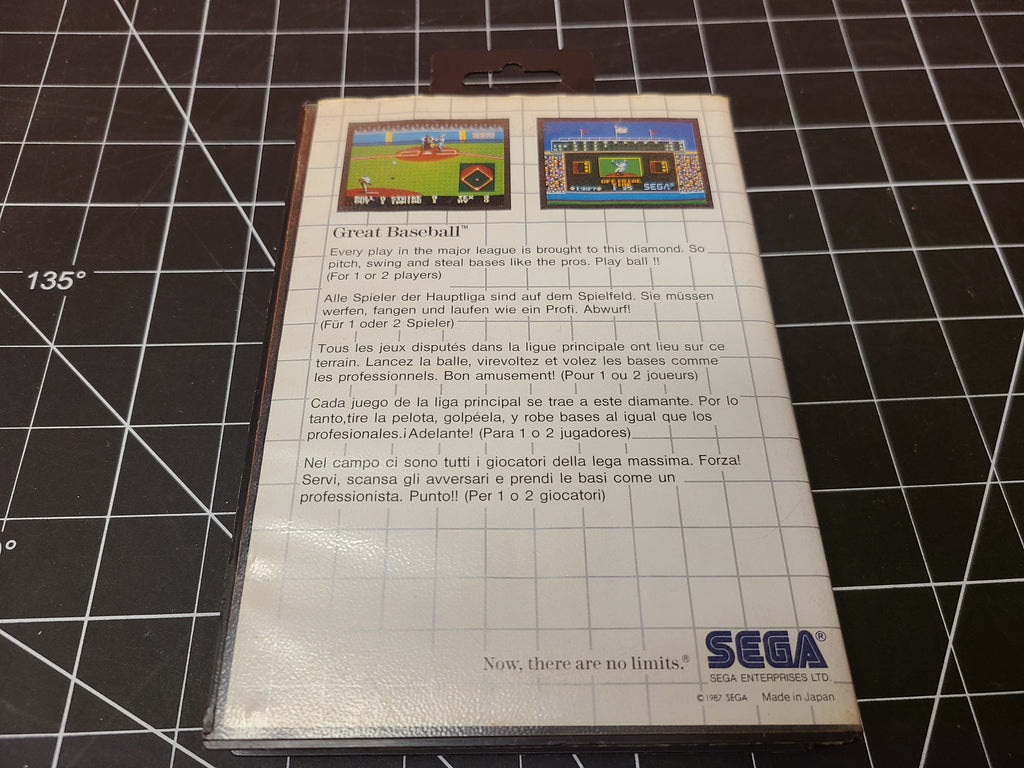 135°
0°
OFFICIAL
©1987
SEGA®
Great Baseball™
Every play in the major league is brought to this diamond. So
pitch, swing and steal bases like the pros. Play ball !!
(For 1 or 2 players)
Alle Spieler der Hauptliga sind auf dem Spielfeld. Sie müssen
werfen, fangen und laufen wie ein Profi. Abwurf!
(Für 1 oder 2 Spieler)
Tous les jeux disputés dans la ligue principale ont lieu sur ce
terrain. Lancez la balle, virevoltez et volez les bases comme
les professionnels. Bon amusement! (Pour 1 ou 2 joueurs)
Cada juego de la liga principal se trae a este diamante. Por lo
tanto,tire la pelota, golpéela, y robe bases al igual que los
profesionales.¡Adelante! (Para 1 o 2 jugadores)
Nel campo ci sono tutti i giocatori della lega massima. Forza!
Servi, scansa gli avversari e prendi le basi come un
professionista. Punto!! (Per 1 o 2 giocatori)
Now, there are no limits.®
SEGA®
SEGA ENTERPRISES LTD.
©1987 SEGA Made in Japan